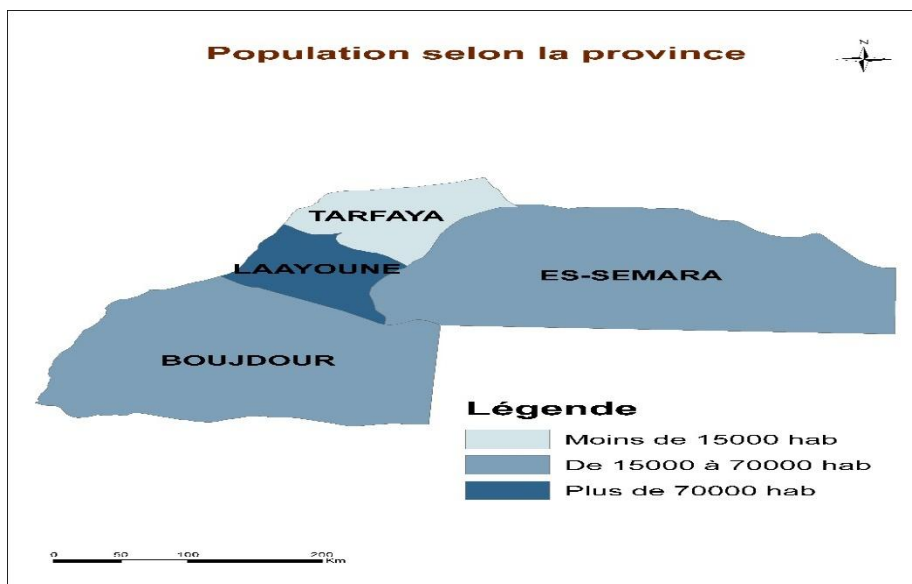 Population selon la province
N
TARFAYA
LAAYOUNE
ES-SEMARA
BOUJDOUR
Légende
Moins de 15000 hab
De 15000 à 70000 hab
Plus de 70000 hab
0 50 100 200
Km